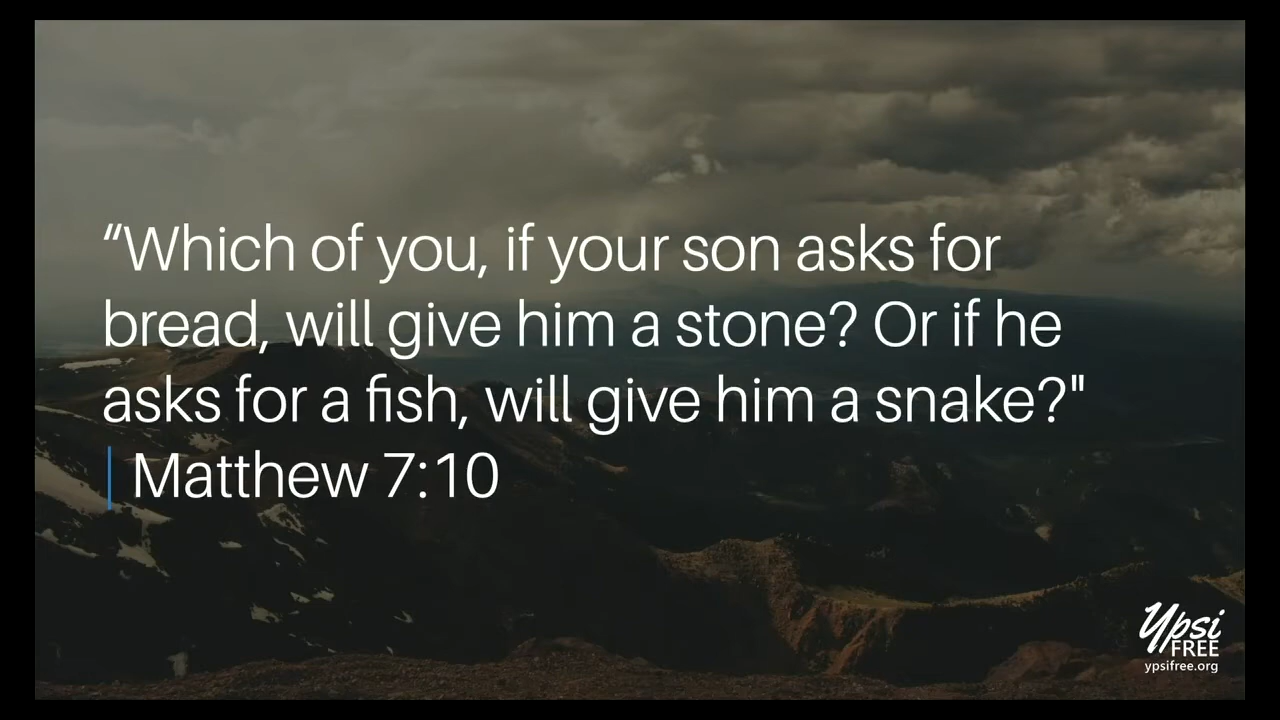 “Which of you, if your son asks for
bread, will give him a stone? Or if he
asks for a fish, will give him a snake?"
Matthew 7:10
Ypsi
FREE
ypsifree.org